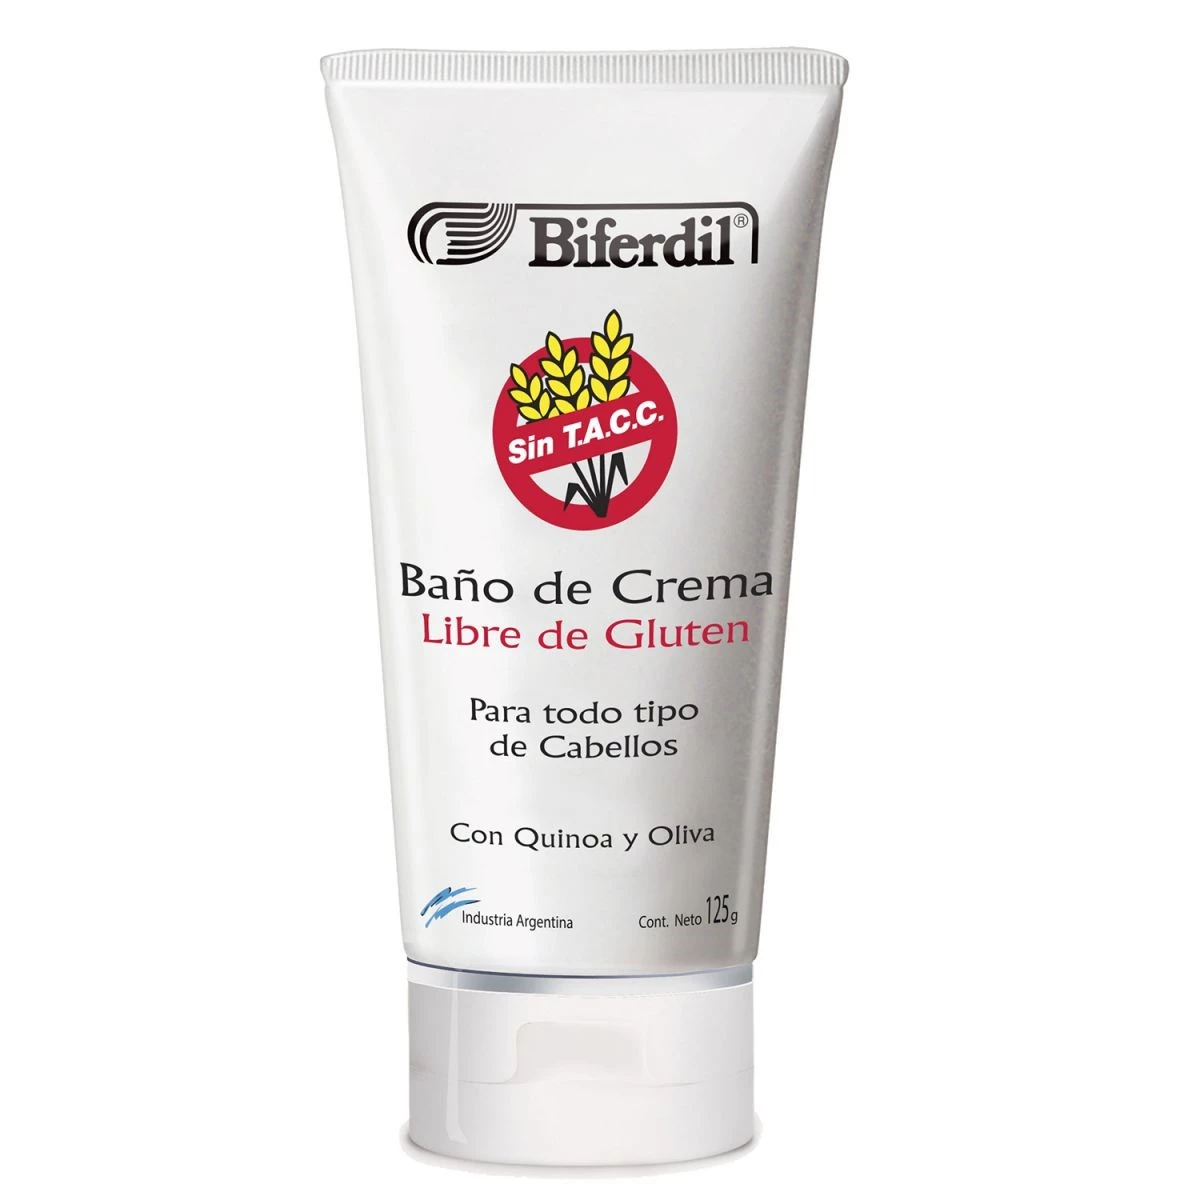 Biferdil®
Sin T.A.C.C.
Baño de Crema
Libre de Gluten
Para todo tipo
de Cabellos
Con Quinoa y Oliva
Industria Argentina
Cont. Neto 125g